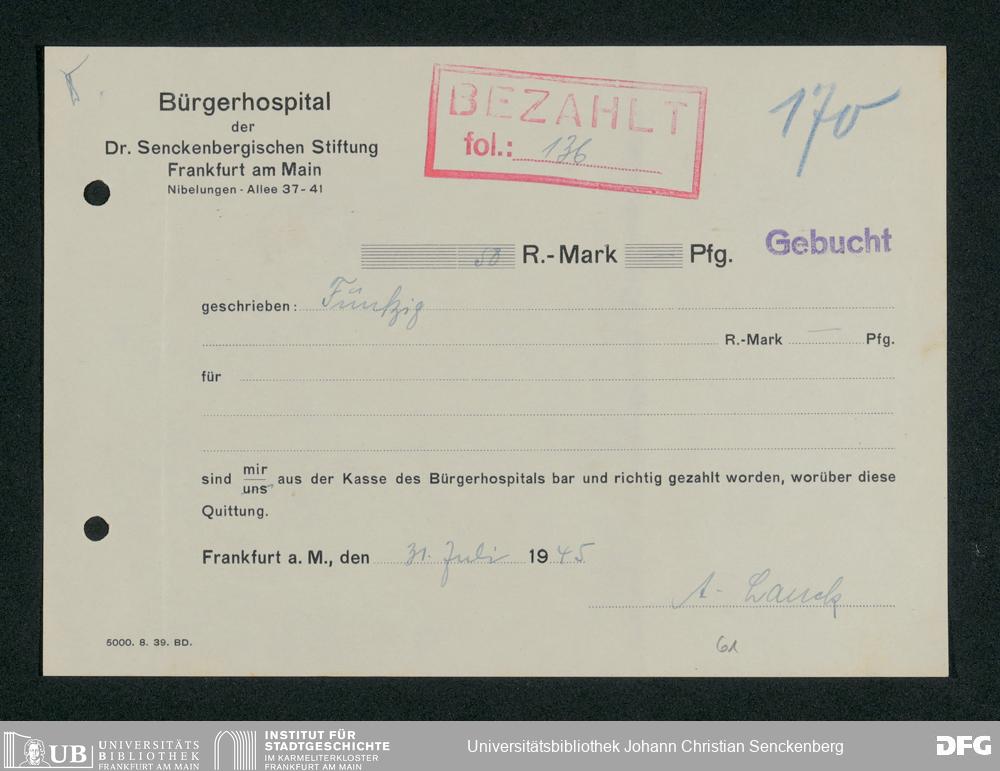 Bürgerhospital
der
Dr. Senckenbergischen Stiftung
Frankfurt am Main
Nibelungen-Allee 37-41
BEZAHLT
fol.: 136
170
Gebucht
50 R.-Mark — Pfg.
geschrieben: Fünfzig
R.-Mark — Pfg.
für
sind mir/uns aus der Kasse des Bürgerhospitals bar und richtig gezahlt worden, worüber diese
Quittung.
Frankfurt a. M., den 31. Juli 1945
A. Lauck
5000. 8. 39. BD.
61
UB UNIVERSITÄTS
BIBLIOTHEK
FRANKFURT AM MAIN
INSTITUT FÜR
STADTGESCHICHTE
IM KARMELITERKLOSTER
FRANKFURT AM MAIN
Universitätsbibliothek Johann Christian Senckenberg
DFG